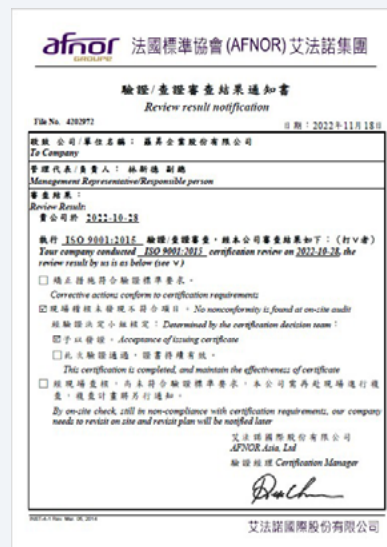 afnor GROUPE 法國標準協會(AFNOR)艾法諾集團
驗證/查證審查結果通知書
Review result notification
File No. 4202972
日期：2022年11月18日
致 公司/單位名稱： 企業股份有限公司
To Company
管理代表/負責人： 林新德 副總
Management Representative/Responsible person
審查結果：
Review Result:
貴公司於 2022-10-28
執行 ISO 9001:2015 驗證/查證審查，經本公司審查結果如下：(打∨者)
Your company conducted ISO 9001:2015 certification review on 2022-10-28, the
review result by us is as below (see ∨)
☐ 矯正措施符合驗證標準要求。
Corrective actions conform to certification requirements
☑ 現場稽核未發現不符合項目。No nonconformity is found at on-site audit
經驗證決定小組核定：Determined by the certification decision team：
☑ 予以發證。Acceptance of issuing certificate
☐ 此次驗證通過，證書持續有效。
This certification is completed, and maintain the effectiveness of certificate
☐ 經現場查核，尚未符合驗證標準要求，本公司需再赴現場進行複
查，複查計畫將另行通知。
By on-site check, still in non-compliance with certification requirements, our company
needs to revisit on site and revisit plan will be notified later
艾法諾國際股份有限公司
AFNOR Asia, Ltd
驗證經理 Certification Manager
Rev. Mar. 05, 2014
艾法諾國際股份有限公司